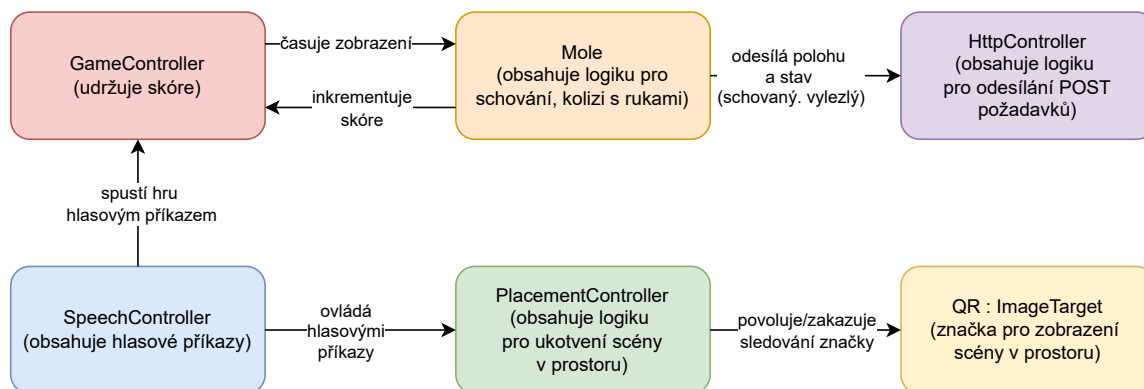 GameController
(udržuje skóre)
časuje zobrazení
inkrementuje
skóre
Mole
(obsahuje logiku pro
schování, kolizi s rukami)
odesílá polohu
a stav
(schovaný. vylezlý)
HttpController
(obsahuje logiku
pro odesílání POST
požadavků)
spustí hru
hlasovým příkazem
SpeechController
(obsahuje hlasové příkazy)
ovládá
hlasovými
příkazy
PlacementController
(obsahuje logiku
pro ukotvení scény
v prostoru)
povoluje/zakazuje
sledování značky
QR : ImageTarget
(značka pro zobrazení
scény v prostoru)